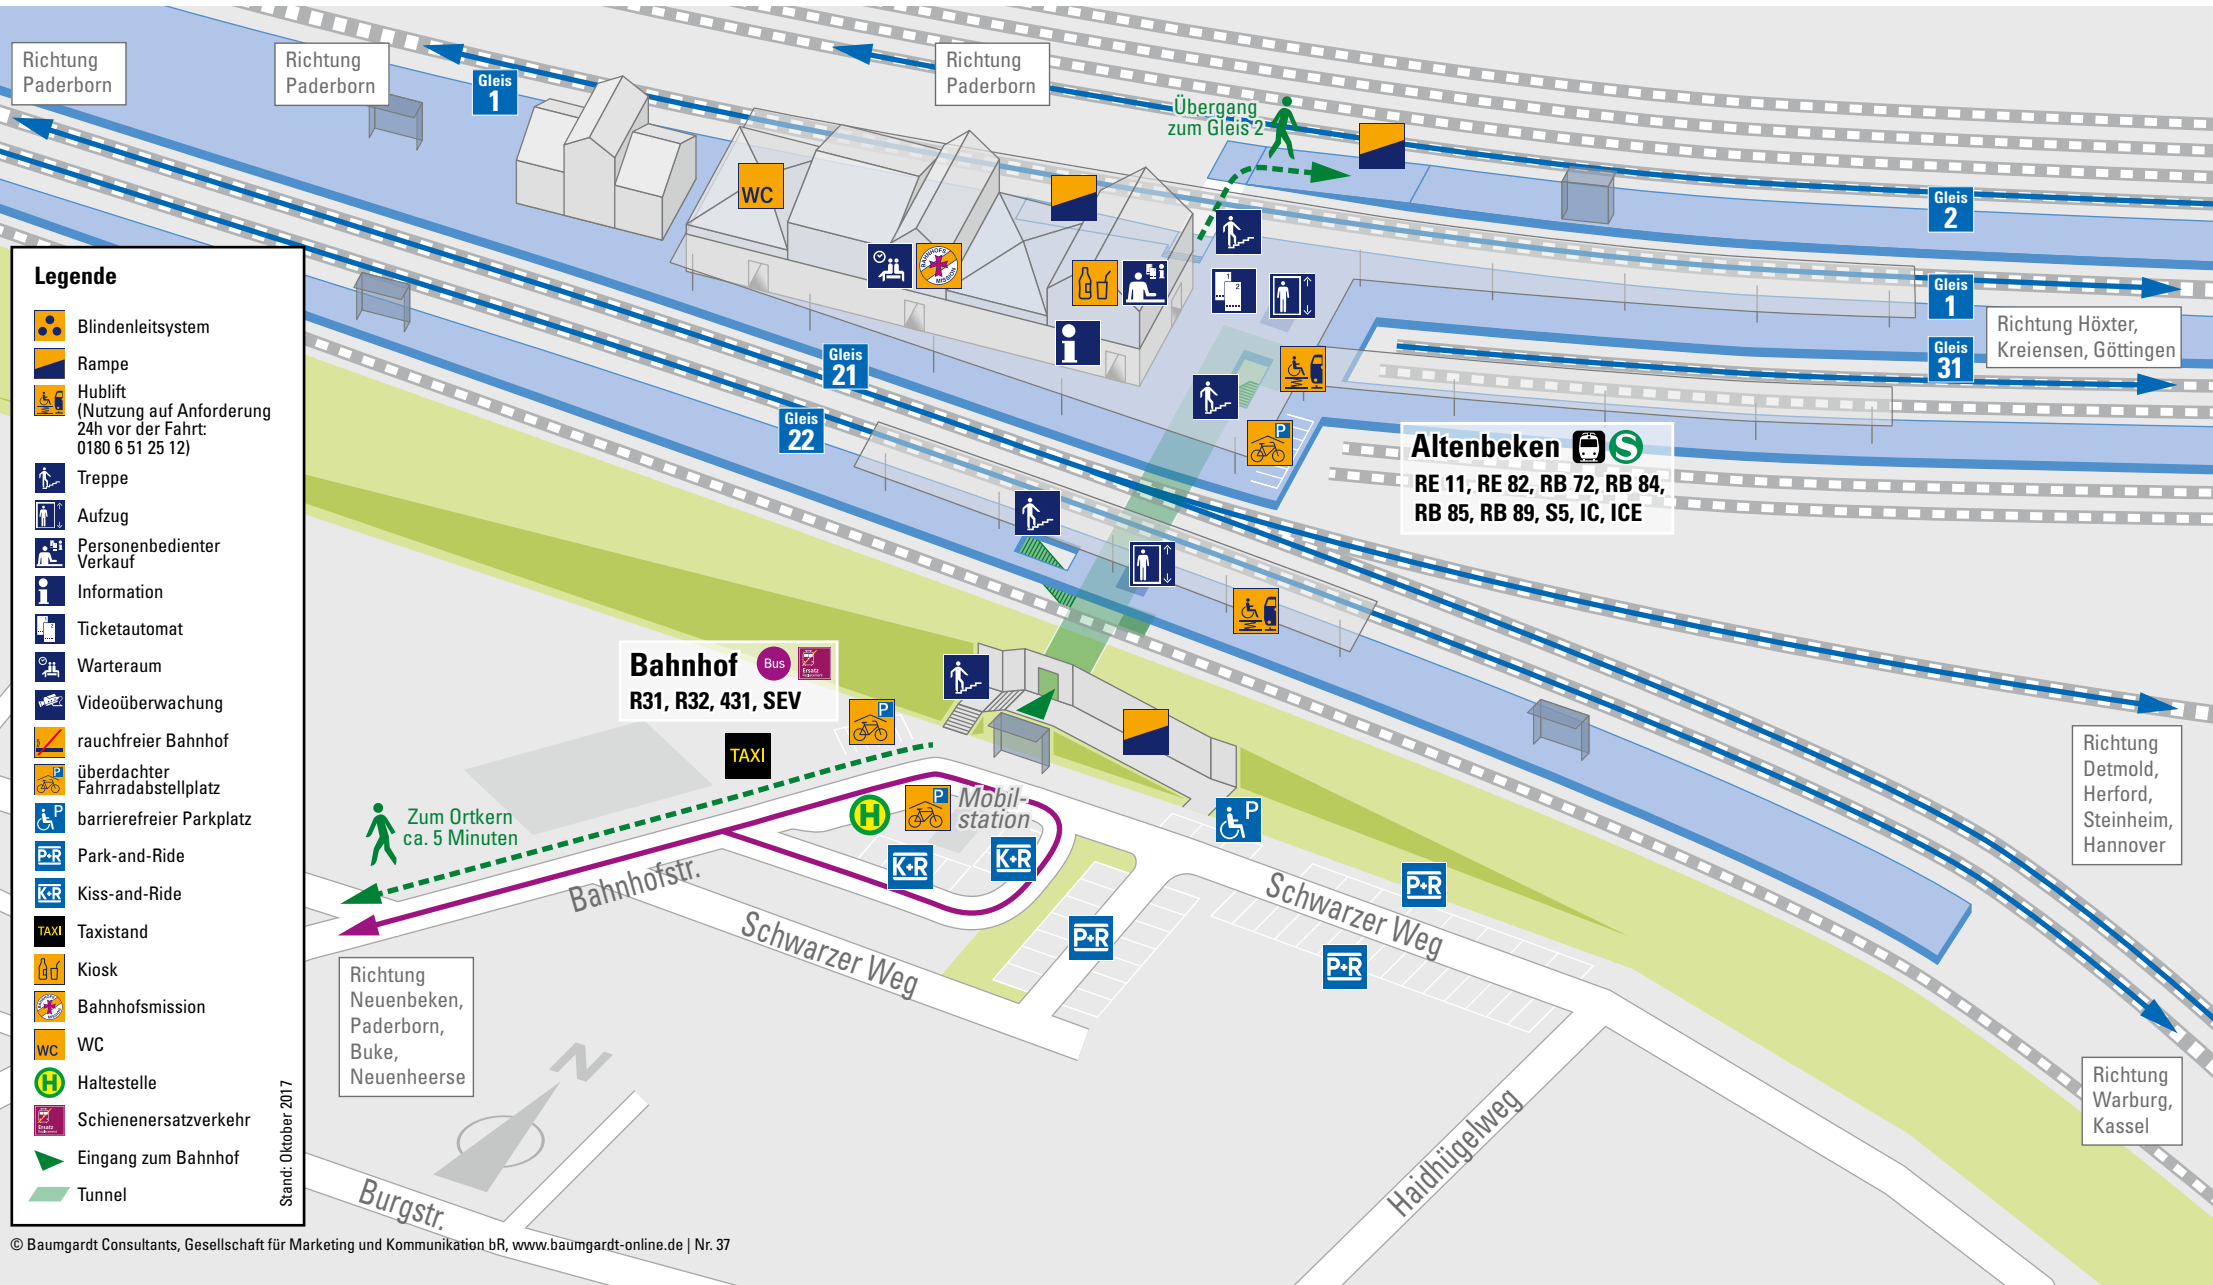 Richtung
Paderborn
Richtung
Paderborn
Gleis
1
Richtung
Paderborn
Übergang
zum Gleis 2
Gleis
2
WC
BAHNHOFS
MISSION
Gleis
1
Richtung Höxter,
Kreiensen, Göttingen
Gleis
31
Gleis
21
Gleis
22
P
Altenbeken S
RE 11, RE 82, RB 72, RB 84,
RB 85, RB 89, S5, IC, ICE
Bahnhof Bus Ersatz
R31, R32, 431, SEV
P
TAXI
Zum Ortkern
ca. 5 Minuten
H
P
Mobil-
station
K+R
K+R
P
P+R
P+R
P+R
Bahnhofstr.
Schwarzer Weg
Schwarzer Weg
Haidhügelweg
Burgstr.
N
Richtung
Detmold,
Herford,
Steinheim,
Hannover
Richtung
Warburg,
Kassel
Richtung
Neuenbeken,
Paderborn,
Buke,
Neuenheerse
Legende
Blindenleitsystem
Rampe
Hublift
(Nutzung auf Anforderung
24h vor der Fahrt:
0180 6 51 25 12)
Treppe
Aufzug
Personenbedienter
Verkauf
Information
Ticketautomat
Warteraum
Videoüberwachung
rauchfreier Bahnhof
P überdachter
Fahrradabstellplatz
P barrierefreier Parkplatz
P+R Park-and-Ride
K+R Kiss-and-Ride
TAXI Taxistand
Kiosk
Bahnhofsmission
WC WC
H Haltestelle
Ersatz Schienenersatzverkehr
Eingang zum Bahnhof
Tunnel
Stand: Oktober 2017
© Baumgardt Consultants, Gesellschaft für Marketing und Kommunikation bR, www.baumgardt-online.de | Nr. 37